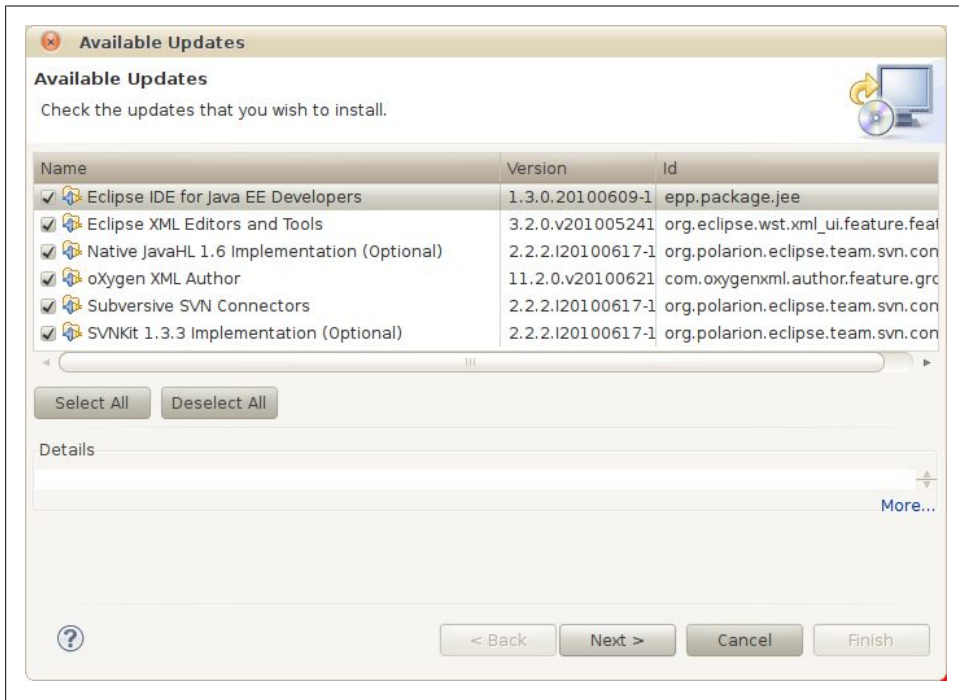 Available Updates
Available Updates
Check the updates that you wish to install.
Name Version Id
Eclipse IDE for Java EE Developers 1.3.0.20100609-1 epp.package.jee
Eclipse XML Editors and Tools 3.2.0.v201005241 org.eclipse.wst.xml_ui.feature.feat
Native JavaHL 1.6 Implementation (Optional) 2.2.2.I20100617-1 org.polarion.eclipse.team.svn.con
oXygen XML Author 11.2.0.v20100621 com.oxygenxml.author.feature.grc
Subversive SVN Connectors 2.2.2.I20100617-1 org.polarion.eclipse.team.svn.con
SVNKit 1.3.3 Implementation (Optional) 2.2.2.I20100617-1 org.polarion.eclipse.team.svn.con
Select All Deselect All
Details
More...
? < Back Next > Cancel Finish